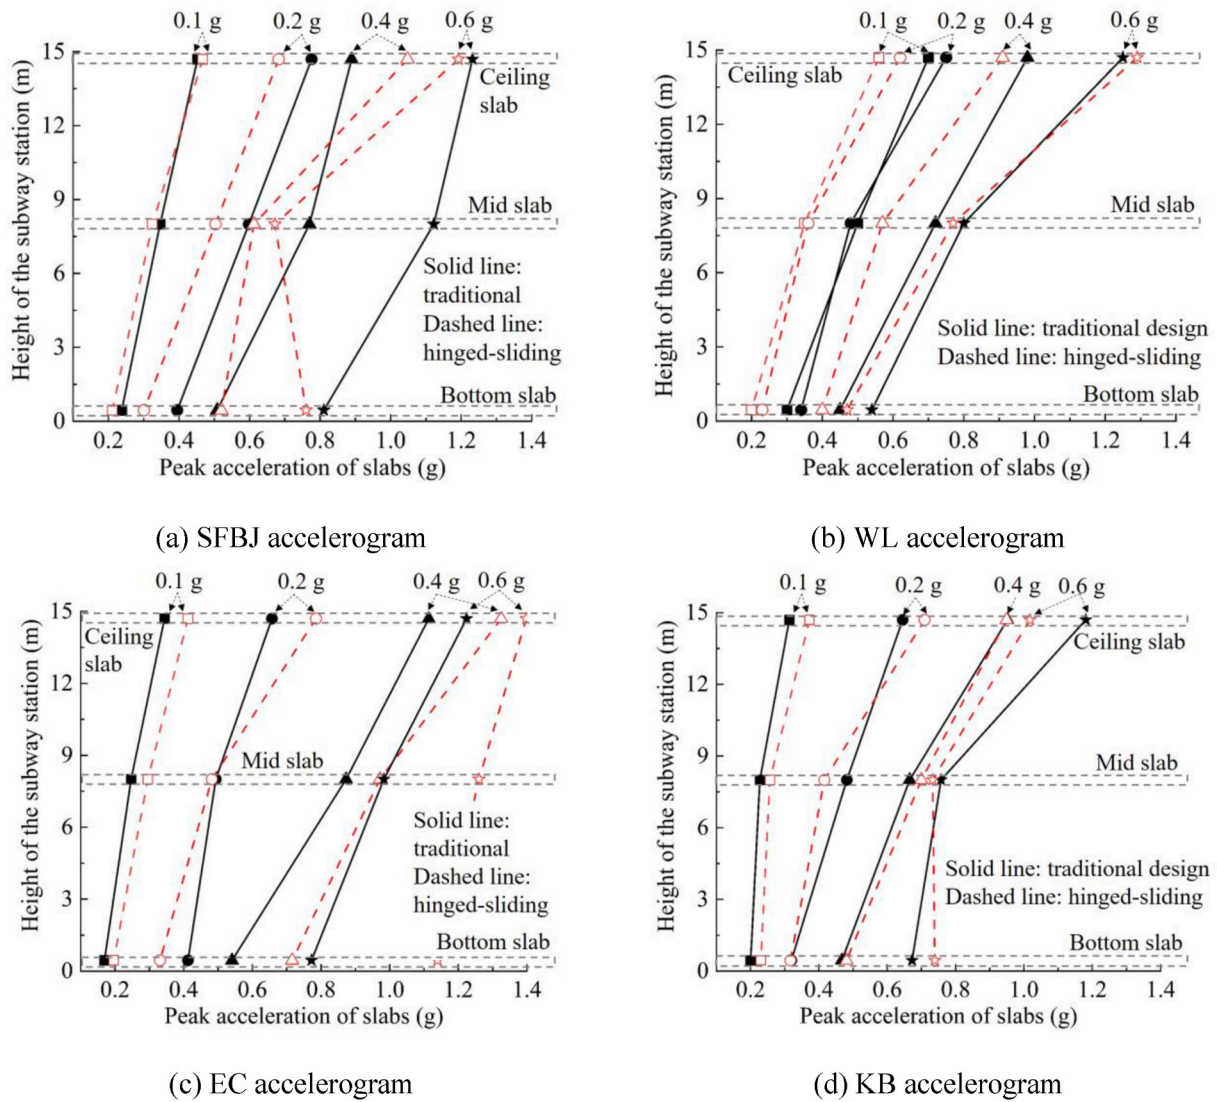 0.1 g 0.2 g 0.4 g 0.6 g
15
12
9
6
3
0
Height of the subway station (m)
Ceiling
slab
Mid slab
Solid line:
traditional
Dashed line:
hinged-sliding
Bottom slab
0.2 0.4 0.6 0.8 1.0 1.2 1.4
Peak acceleration of slabs (g)
(a) SFBJ accelerogram
0.1 g 0.2 g 0.4 g 0.6 g
15
12
9
6
3
0
Height of the subway station (m)
Ceiling slab
Mid slab
Solid line: traditional design
Dashed line: hinged-sliding
Bottom slab
0.2 0.4 0.6 0.8 1.0 1.2 1.4
Peak acceleration of slabs (g)
(b) WL accelerogram
0.1 g 0.2 g 0.4 g 0.6 g
15
12
9
6
3
0
Height of the subway station (m)
Ceiling
slab
Mid slab
Solid line:
traditional
Dashed line:
hinged-sliding
Bottom slab
0.2 0.4 0.6 0.8 1.0 1.2 1.4
Peak acceleration of slabs (g)
(c) EC accelerogram
0.1 g 0.2 g 0.4 g 0.6 g
15
12
9
6
3
0
Height of the subway station (m)
Ceiling slab
Mid slab
Solid line: traditional design
Dashed line: hinged-sliding
Bottom slab
0.2 0.4 0.6 0.8 1.0 1.2 1.4
Peak acceleration of slabs (g)
(d) KB accelerogram